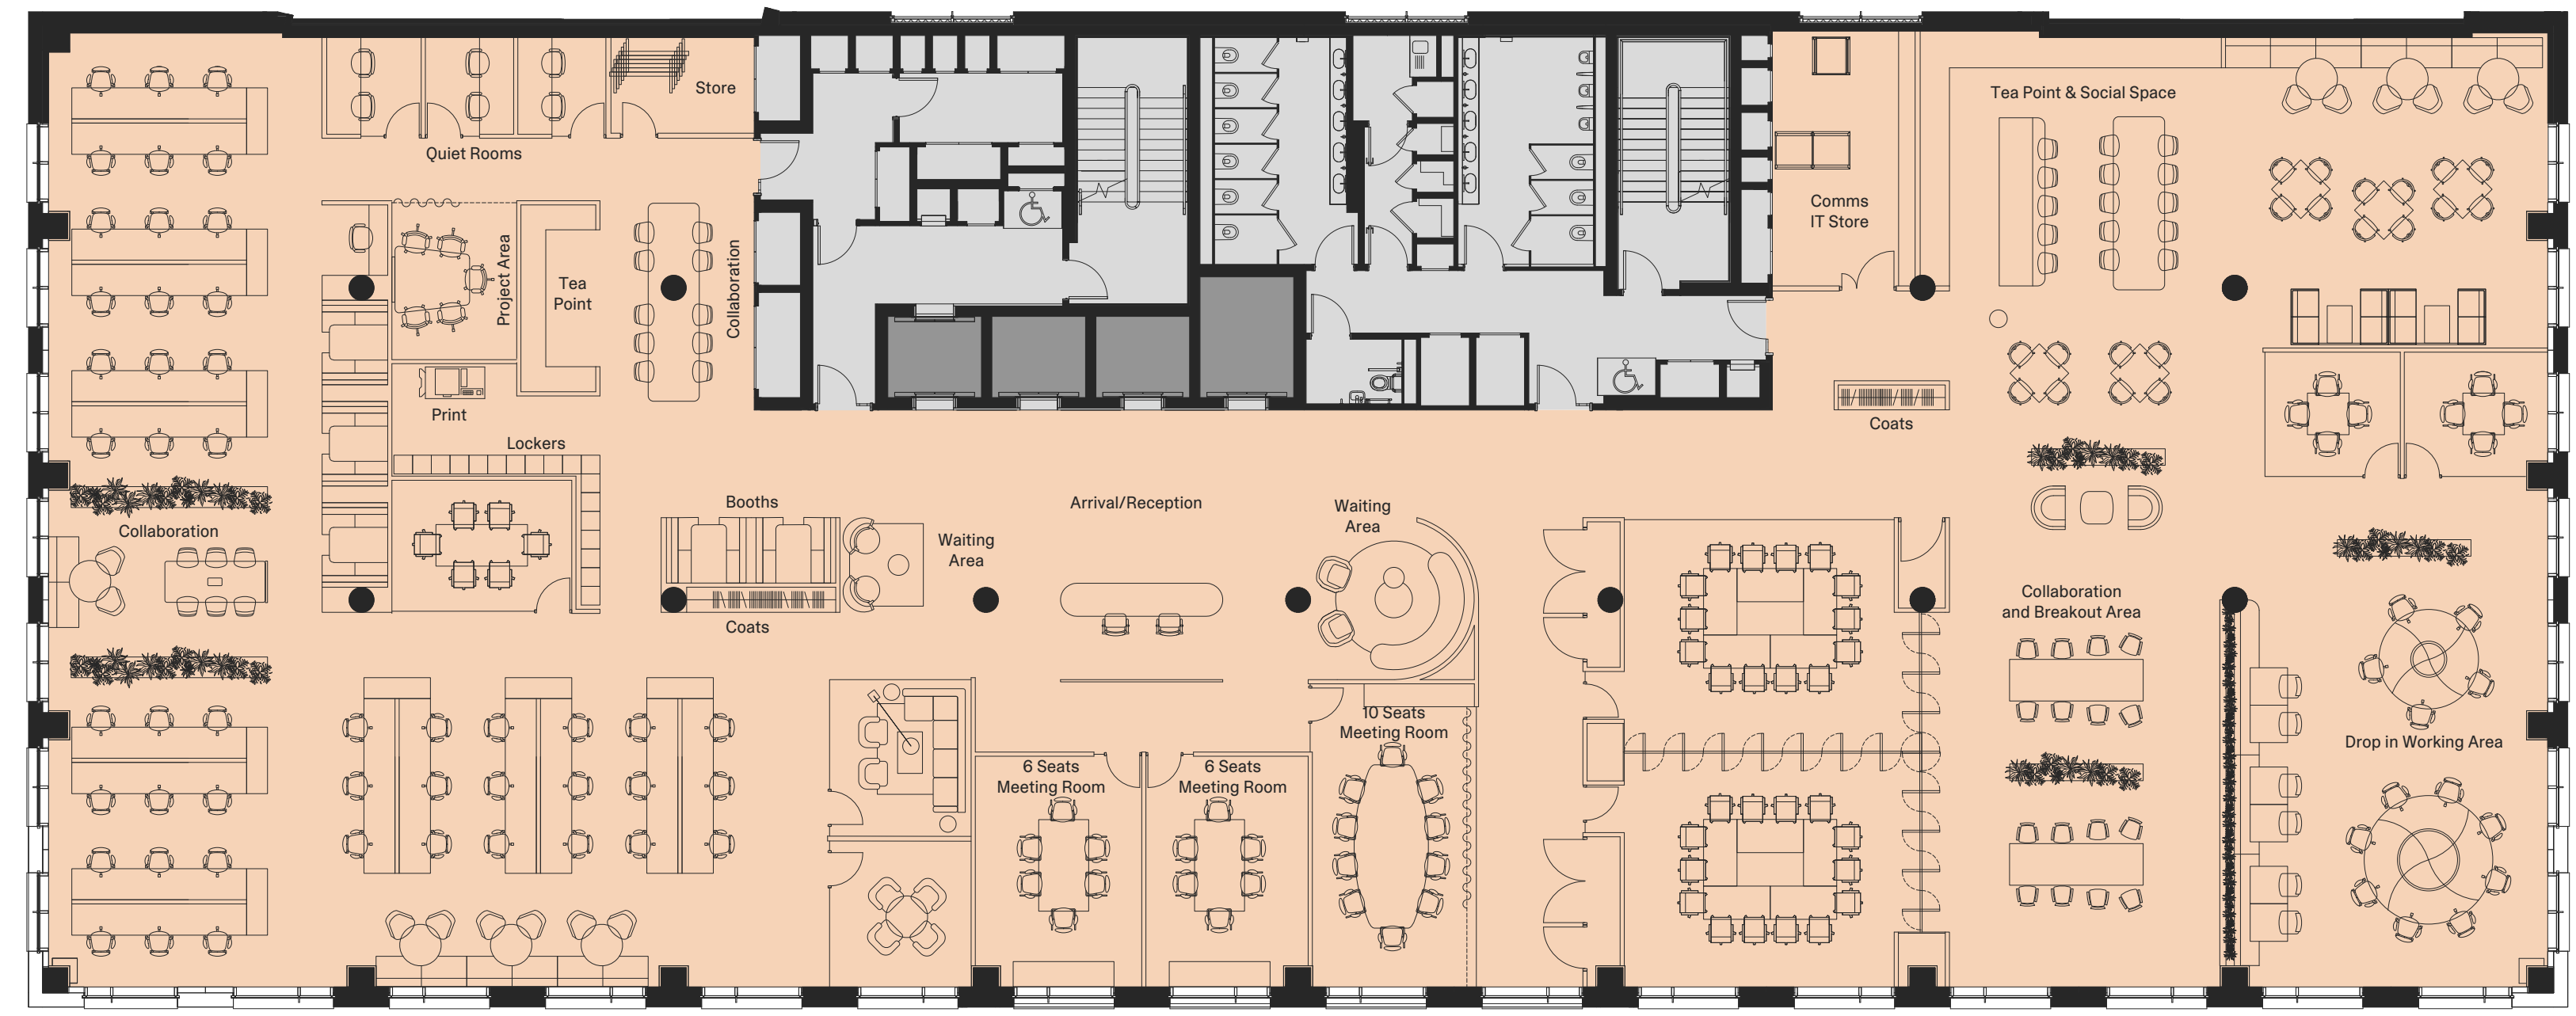 Store
Quiet Rooms
Project Area
Tea
Point
Collaboration
Print
Lockers
Comms
IT Store
Tea Point & Social Space
Coats
Collaboration
Booths
Coats
Waiting
Area
Arrival/Reception
Waiting
Area
Collaboration
and Breakout Area
10 Seats
Meeting Room
6 Seats
Meeting Room
6 Seats
Meeting Room
Drop in Working Area